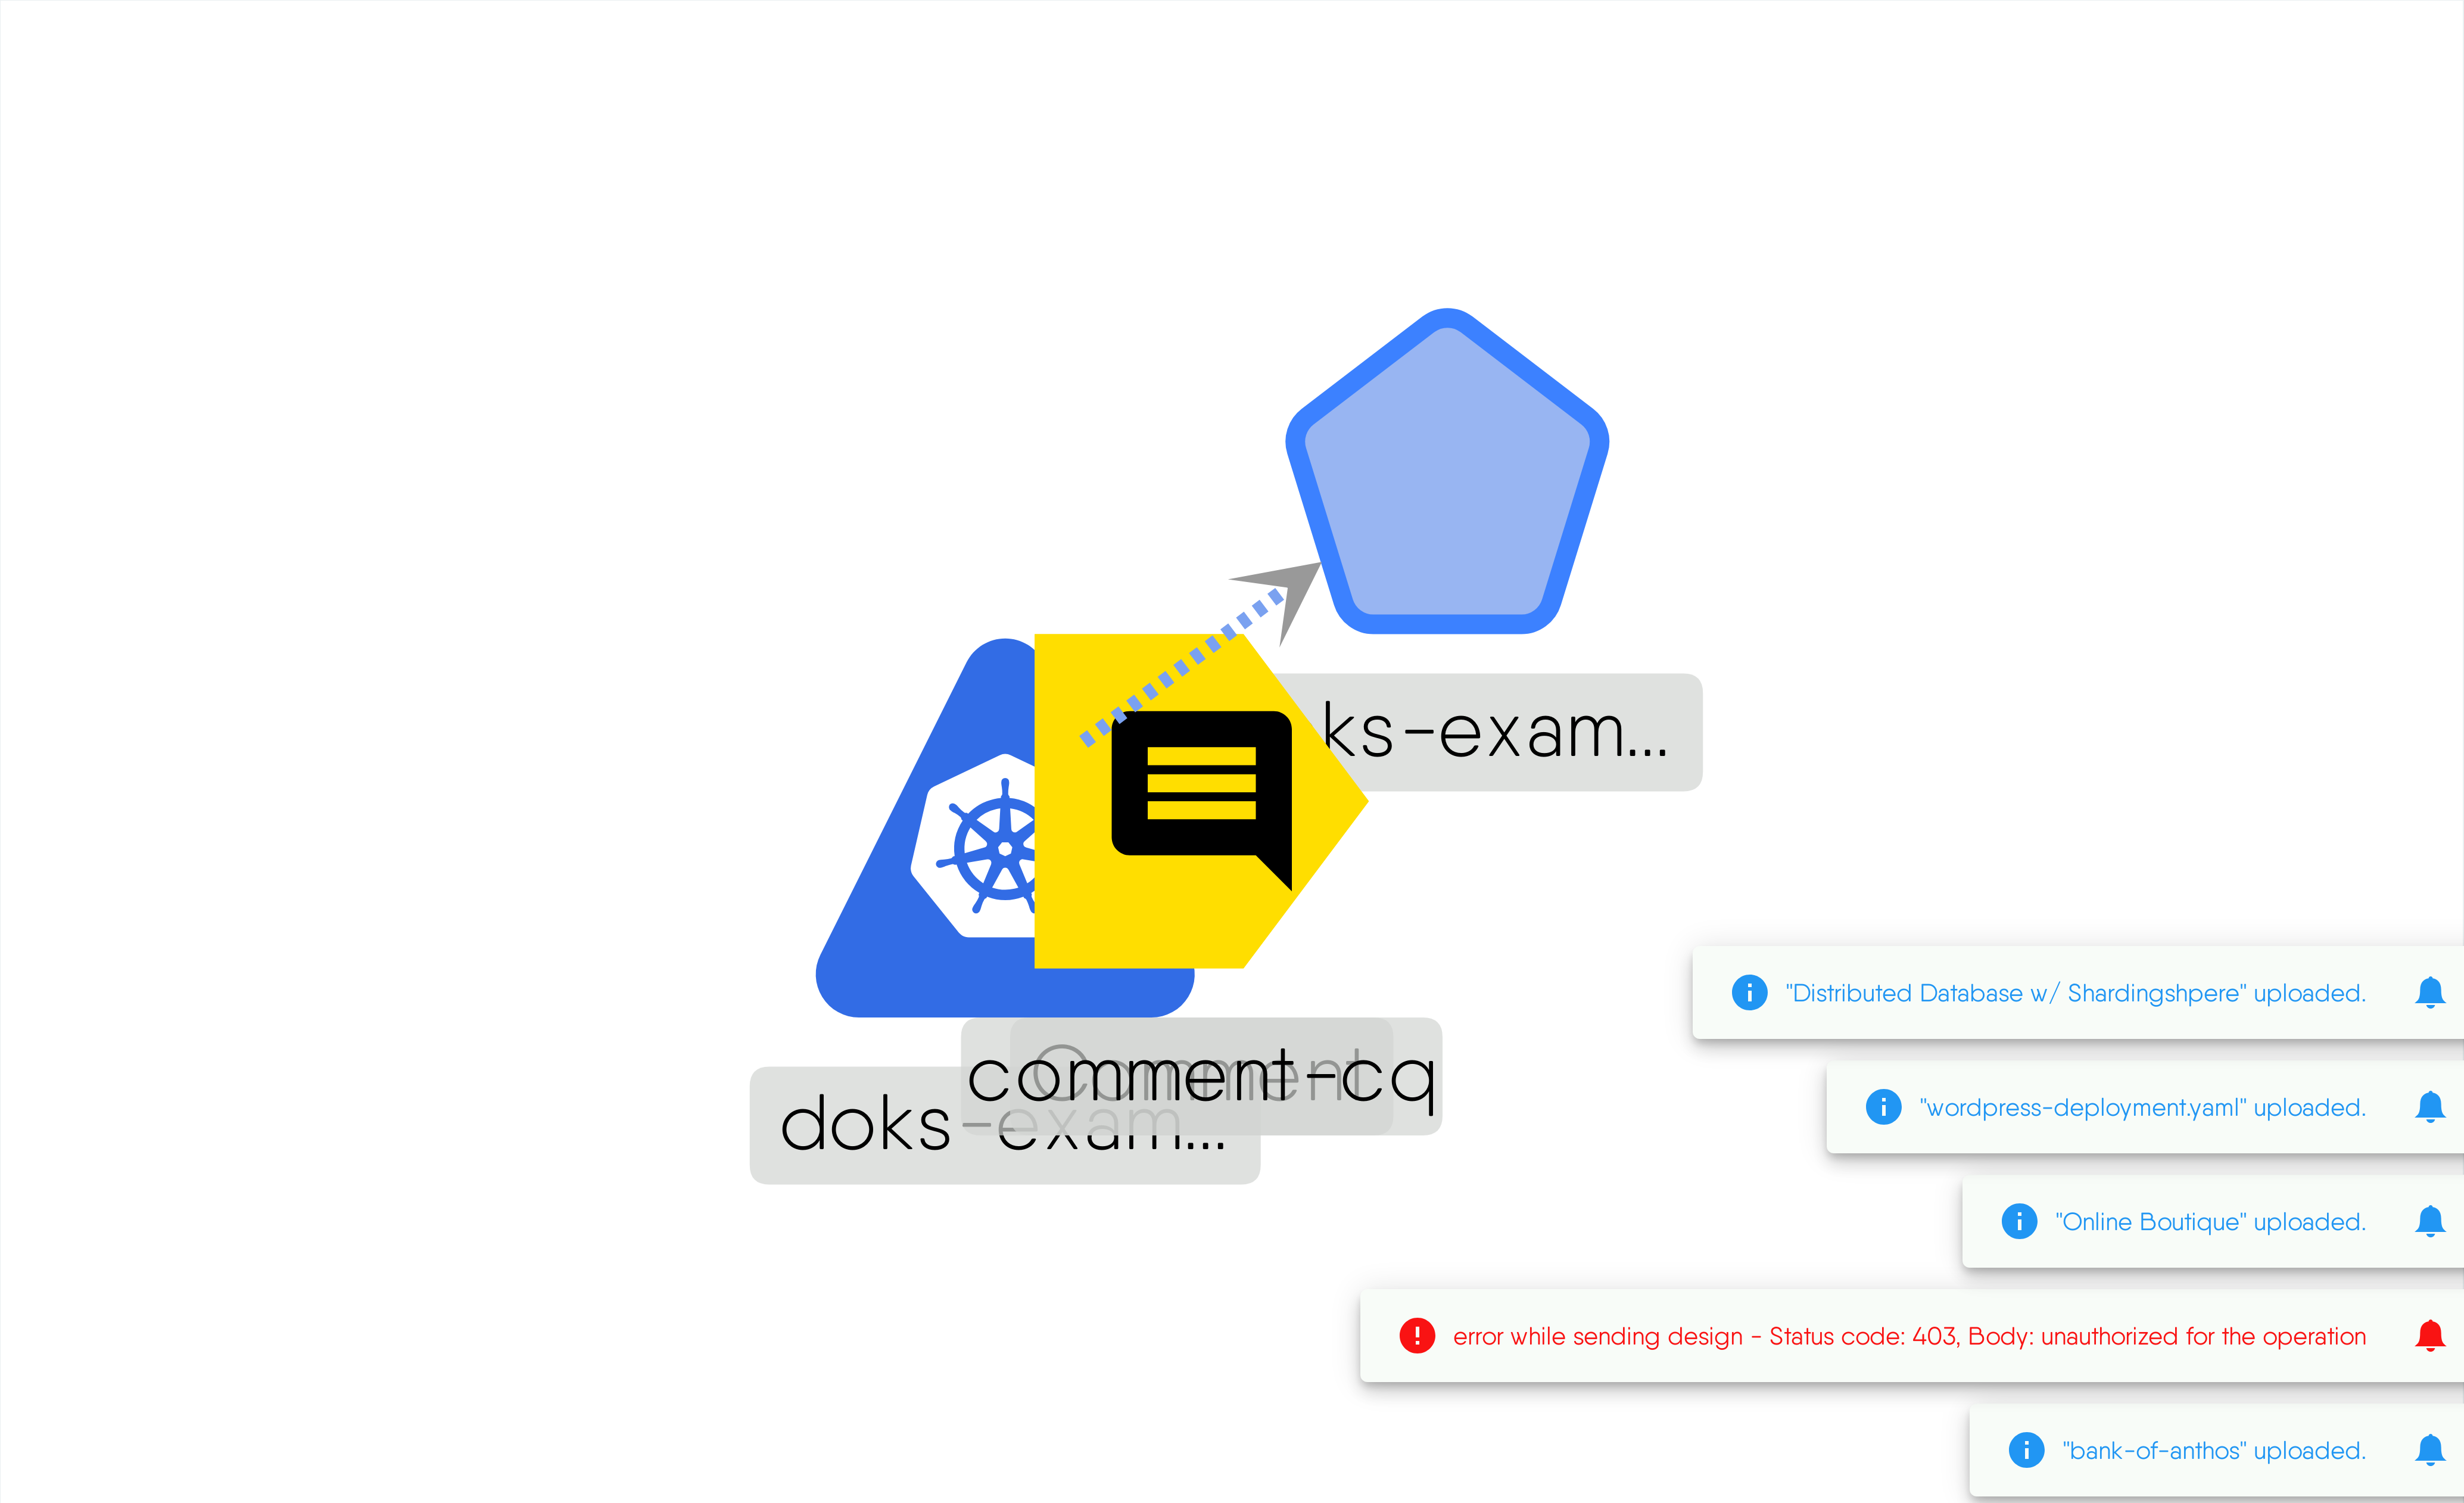 ks-exam...
comment-cq
Comment
doks-exam...
"Distributed Database w/ Shardingshpere" uploaded.
"wordpress-deployment.yaml" uploaded.
"Online Boutique" uploaded.
error while sending design - Status code: 403, Body: unauthorized for the operation
"bank-of-anthos" uploaded.